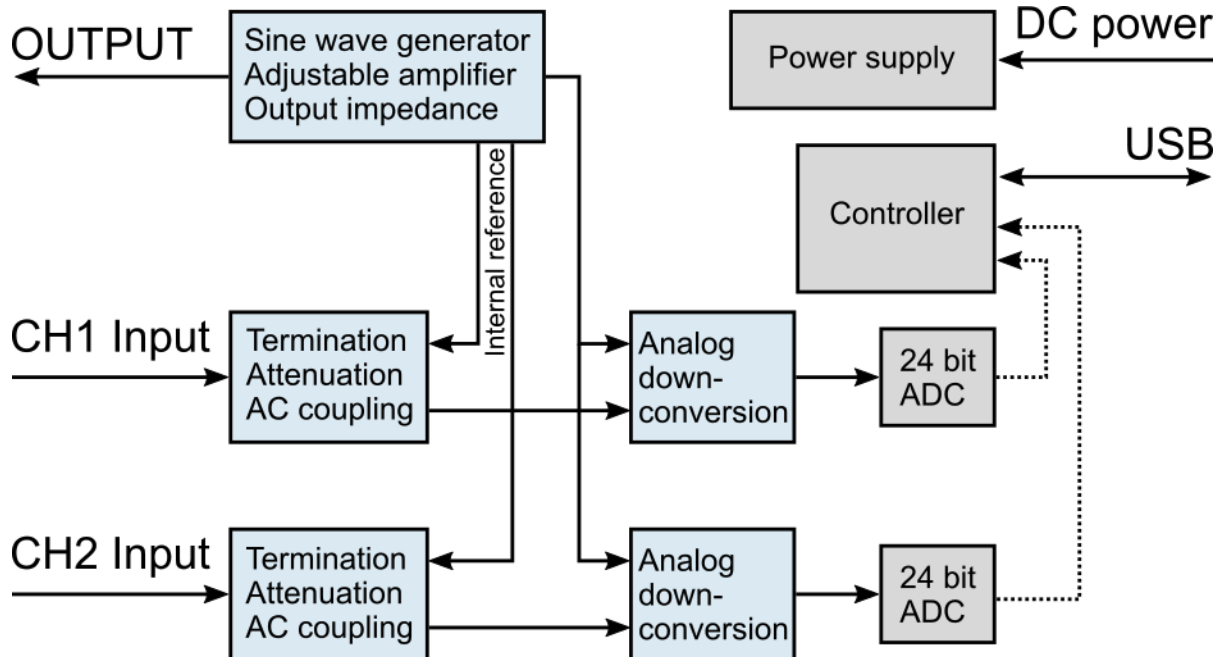 OUTPUT
Sine wave generator
Adjustable amplifier
Output impedance
DC power
Power supply
USB
Controller
Internal reference
CH1 Input
Termination
Attenuation
AC coupling
Analog
down-
conversion
24 bit
ADC
CH2 Input
Termination
Attenuation
AC coupling
Analog
down-
conversion
24 bit
ADC